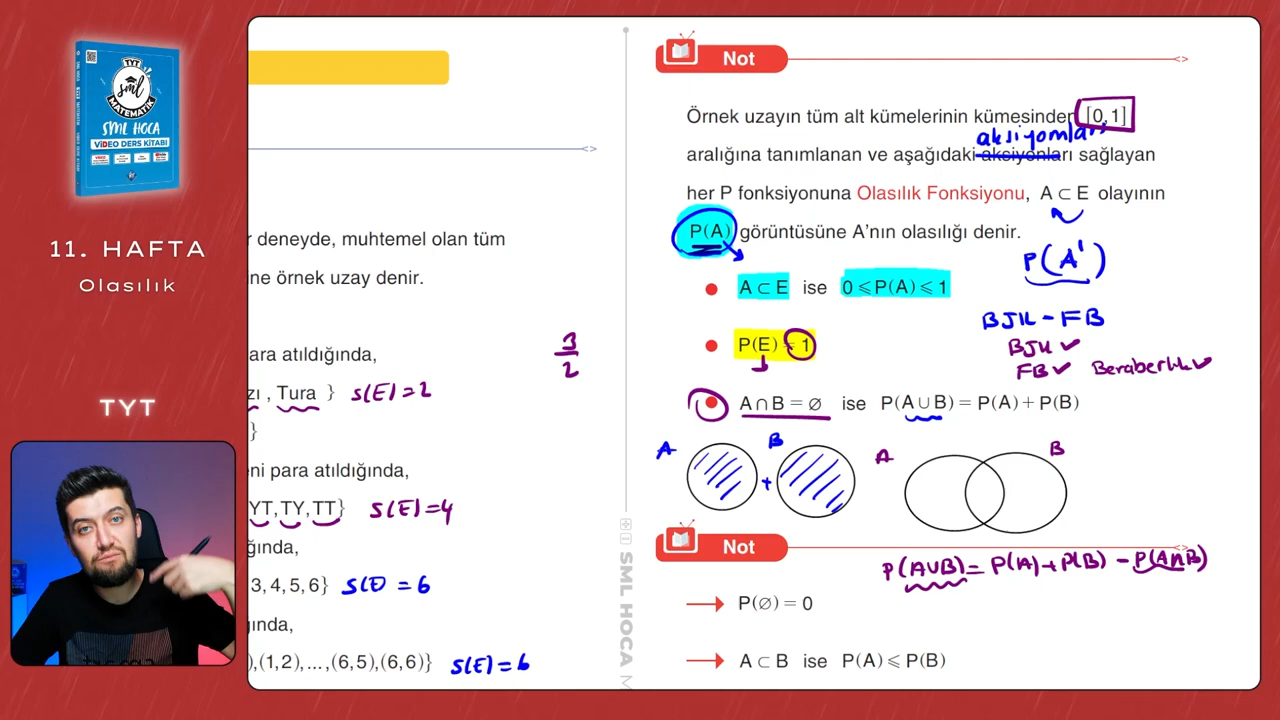 TYT
sml
MATEMATİK
SML HOCA
VİDEO DERS KİTABI
11. HAFTA
Olasılık
TYT
r deneyde, muhtemel olan tüm
ine örnek uzay denir.
ara atıldığında,
zı , Tura } s(E)=2
}
eni para atıldığında,
YT, TY, TT} s(E)=4
ğında,
3, 4, 5, 6} s(E) = 6
ında,
),(1,2),...,(6,5),(6,6)} s(E)=6
3
2
SML HOCA M
Not
Örnek uzayın tüm alt kümelerinin kümesinden [0,1]
aksiyomları
aralığına tanımlanan ve aşağıdaki aksiyonları sağlayan
her P fonksiyonuna Olasılık Fonksiyonu, A ⊂ E olayının
P(A) görüntüsüne A'nın olasılığı denir.
P(A')
A ⊂ E ise 0 ⩽ P(A) ⩽ 1
BJK - FB
P(E) = 1
BJK ✓
FB ✓ Beraberlik ✓
A ∩ B = ∅ ise P(A ∪ B) = P(A) + P(B)
A + B
A B
Not
P(A∪B) = P(A) + P(B) - P(A∩B)
P(∅) = 0
A ⊂ B ise P(A) ⩽ P(B)